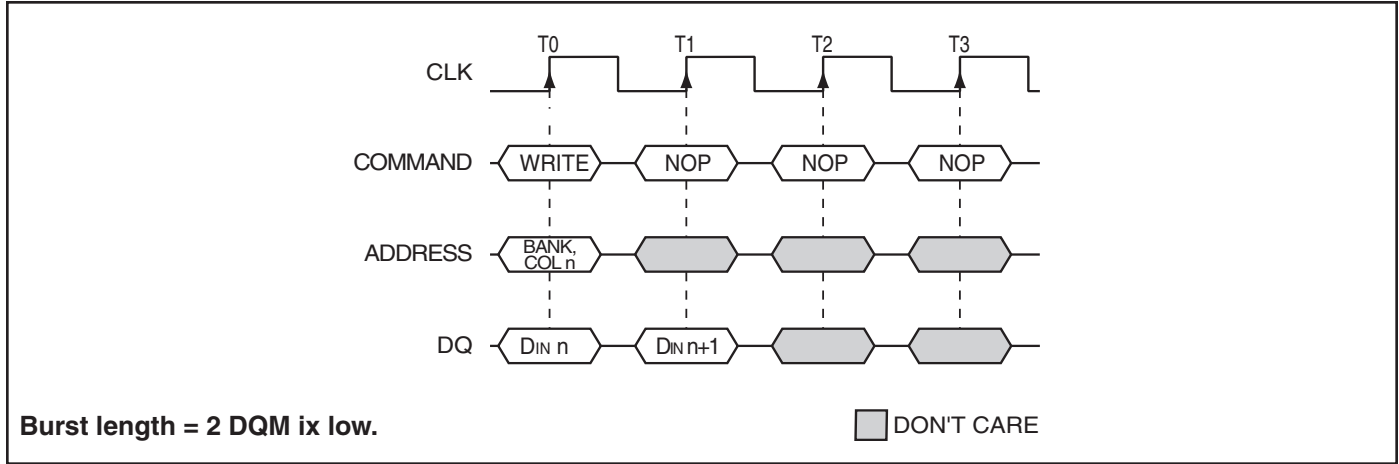 T0 T1 T2 T3
CLK
COMMAND WRITE NOP NOP NOP
ADDRESS BANK,
COL n
DQ DIN n DIN n+1
Burst length = 2 DQM ix low. DON'T CARE